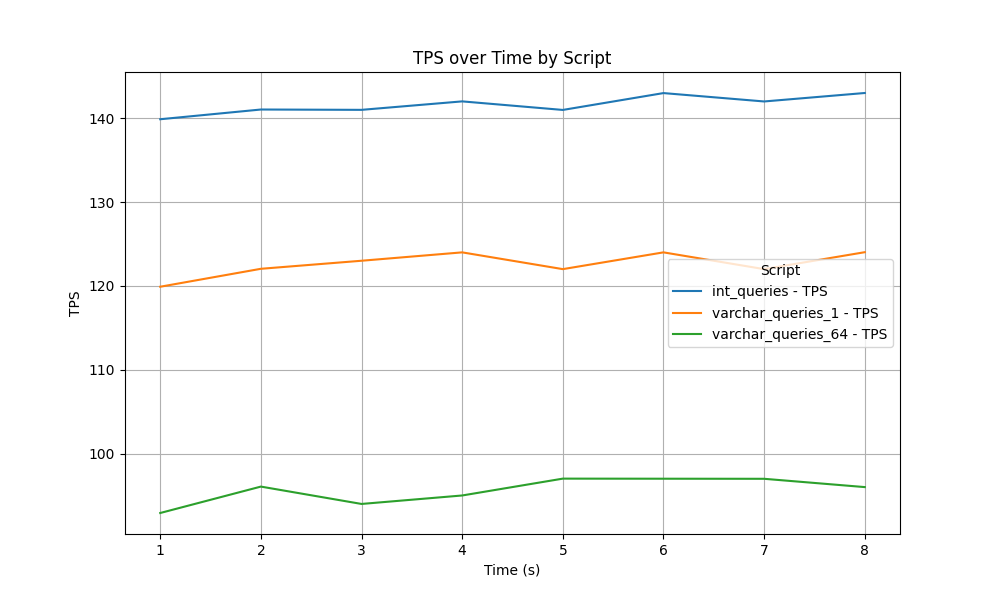 TPS over Time by Script
TPS
140
130
120
110
100
Script
int_queries - TPS
varchar_queries_1 - TPS
varchar_queries_64 - TPS
1 2 3 4 5 6 7 8
Time (s)